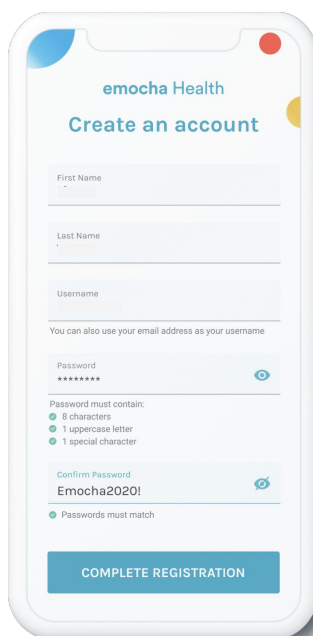 emocha Health
Create an account
First Name
Last Name
Username
You can also use your email address as your username
Password
********
Password must contain:
8 characters
1 uppercase letter
1 special character
Confirm Password
Emocha2020!
Passwords must match
COMPLETE REGISTRATION